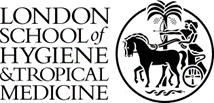 LONDON
SCHOOL of
HYGIENE
& TROPICAL
MEDICINE